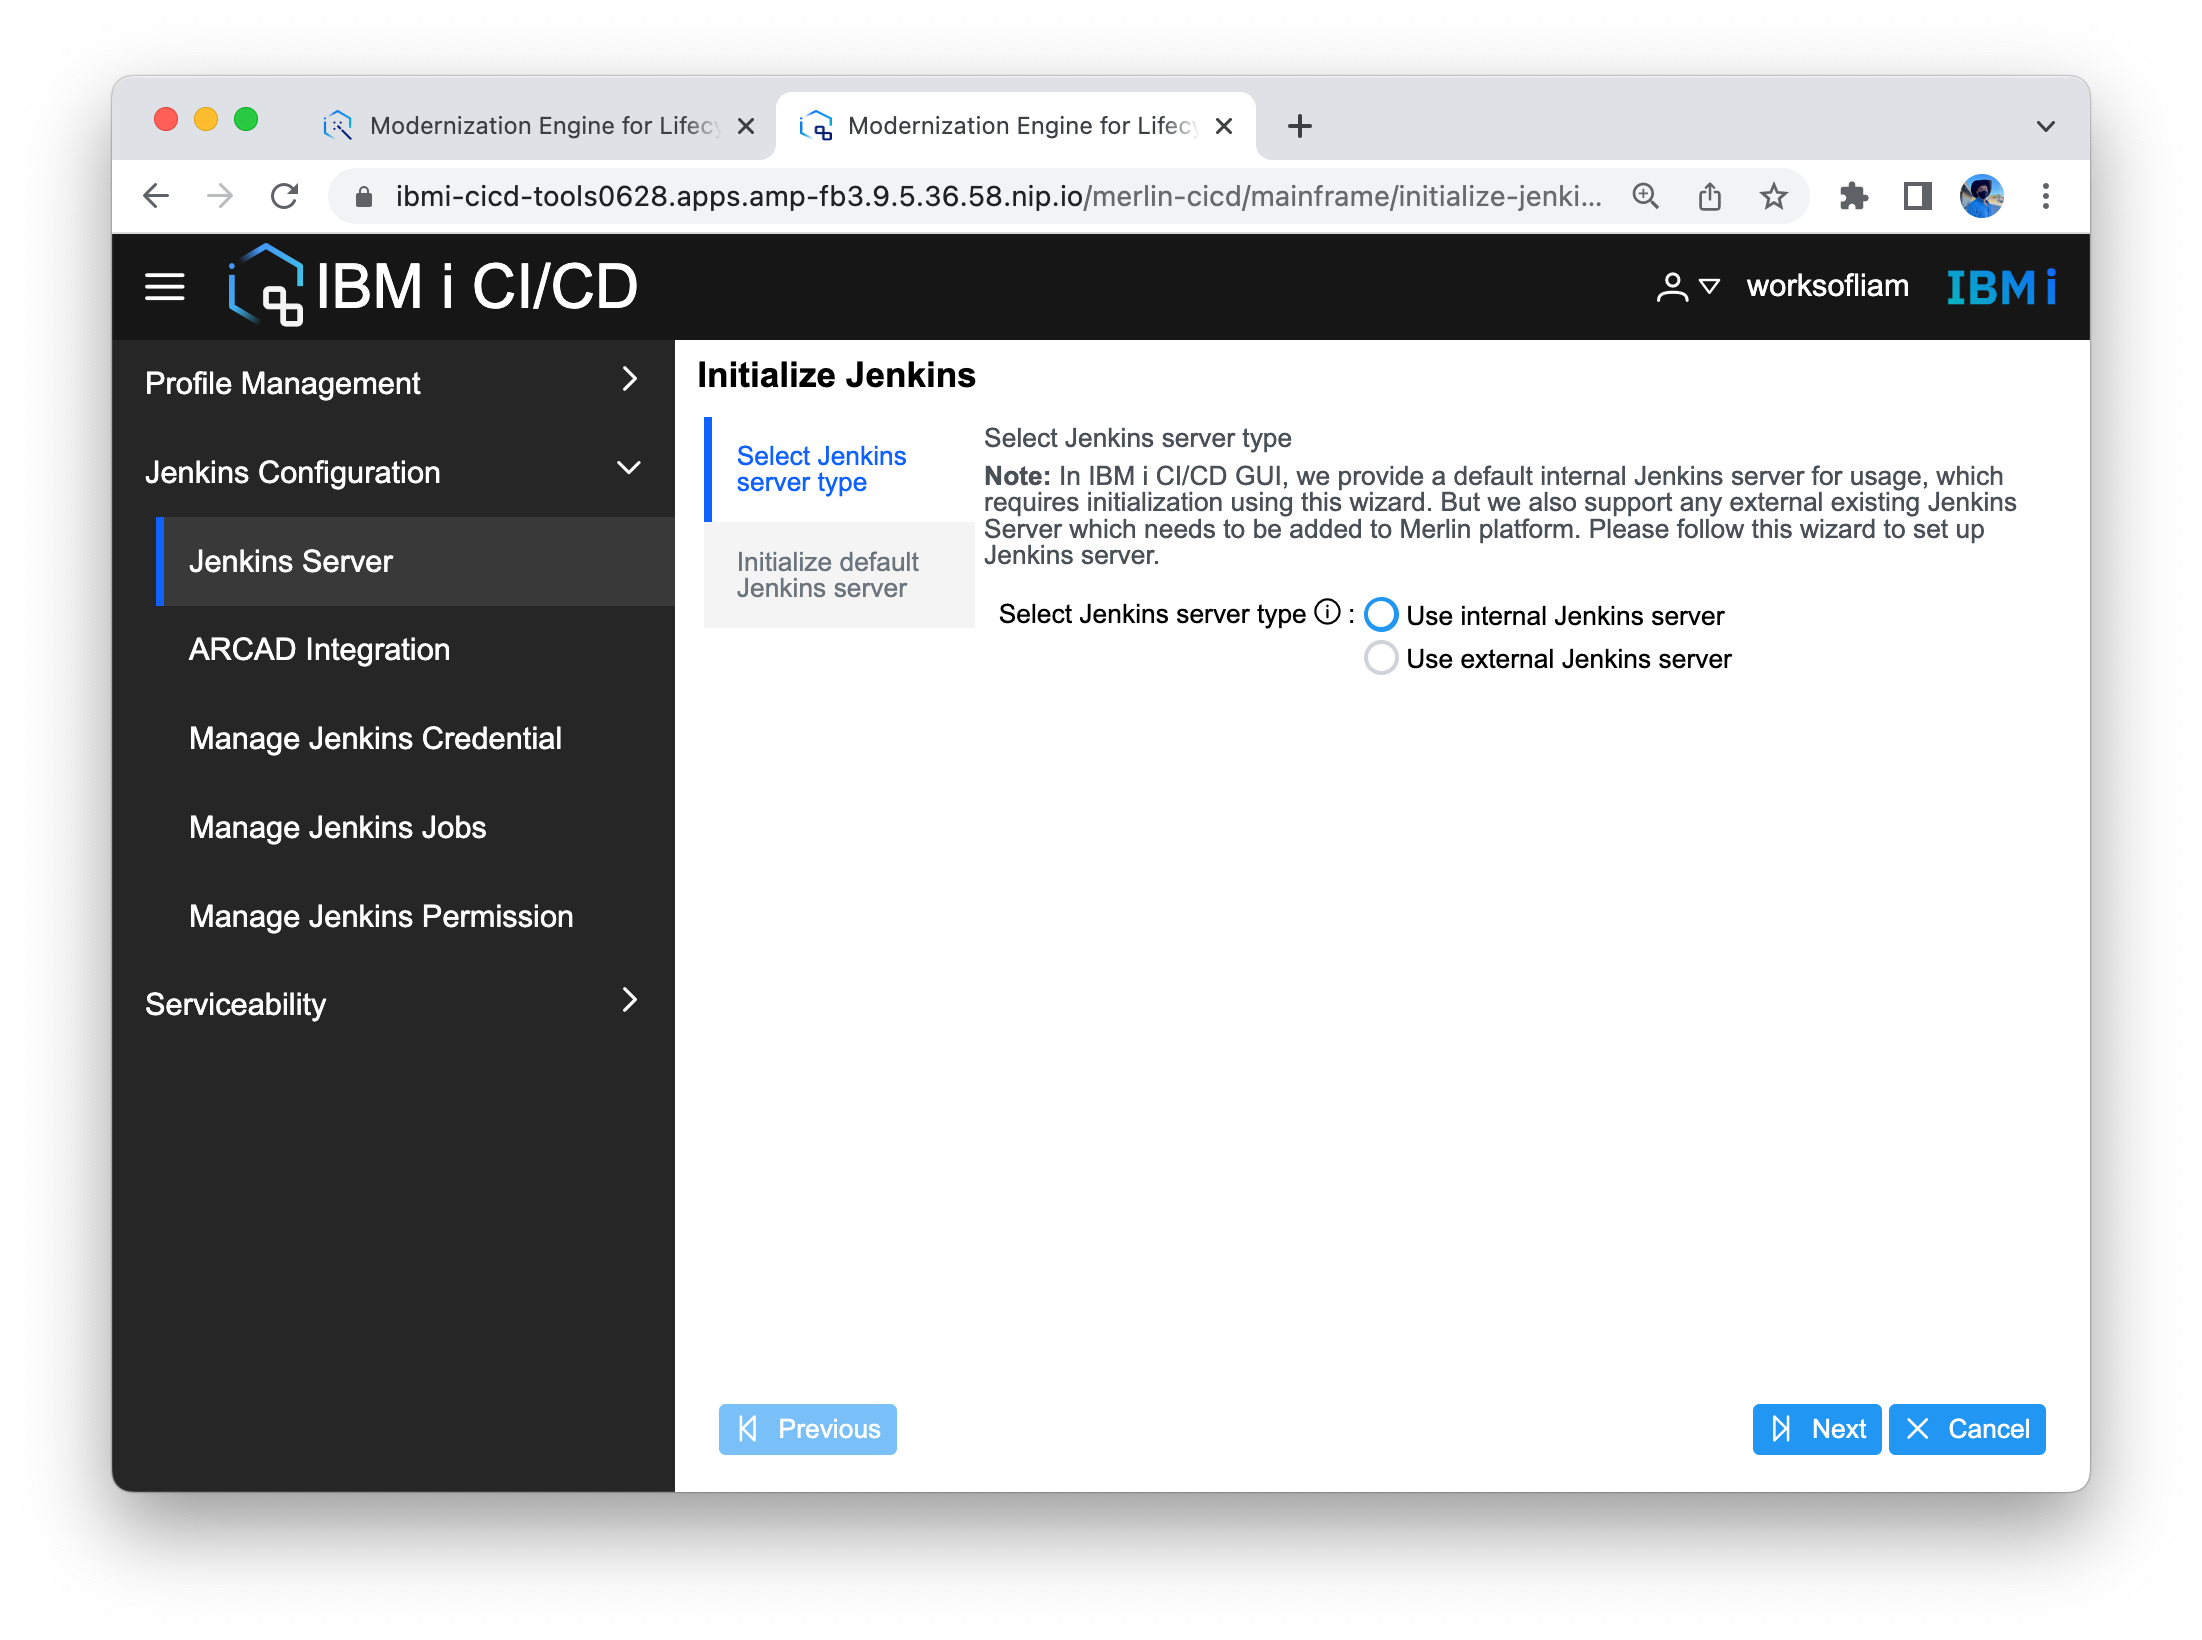 Modernization Engine for Lifecy
Modernization Engine for Lifecy
ibmi-cicd-tools0628.apps.amp-fb3.9.5.36.58.nip.io/merlin-cicd/mainframe/initialize-jenki...
IBM i CI/CD
worksofliam
IBM i
Profile Management
Jenkins Configuration
Jenkins Server
ARCAD Integration
Manage Jenkins Credential
Manage Jenkins Jobs
Manage Jenkins Permission
Serviceability
Initialize Jenkins
Select Jenkins
server type
Initialize default
Jenkins server
Select Jenkins server type
Note: In IBM i CI/CD GUI, we provide a default internal Jenkins server for usage, which
requires initialization using this wizard. But we also support any external existing Jenkins
Server which needs to be added to Merlin platform. Please follow this wizard to set up
Jenkins server.
Select Jenkins server type :
Use internal Jenkins server
Use external Jenkins server
Previous
Next
Cancel